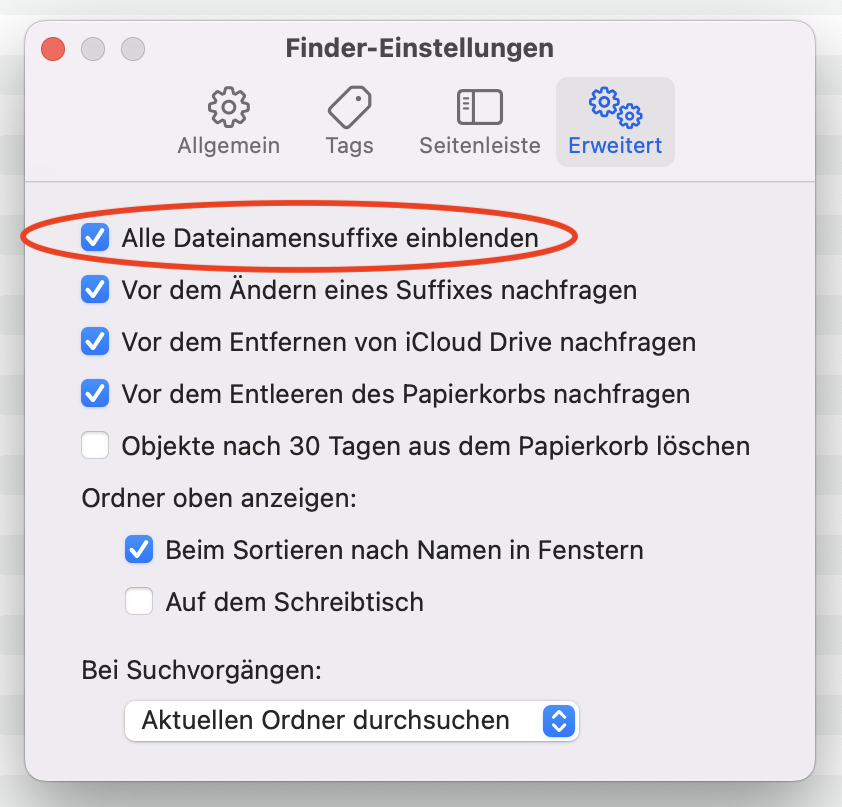 Finder-Einstellungen
Allgemein Tags Seitenleiste Erweitert
Alle Dateinamensuffixe einblenden
Vor dem Ändern eines Suffixes nachfragen
Vor dem Entfernen von iCloud Drive nachfragen
Vor dem Entleeren des Papierkorbs nachfragen
Objekte nach 30 Tagen aus dem Papierkorb löschen
Ordner oben anzeigen:
Beim Sortieren nach Namen in Fenstern
Auf dem Schreibtisch
Bei Suchvorgängen:
Aktuellen Ordner durchsuchen